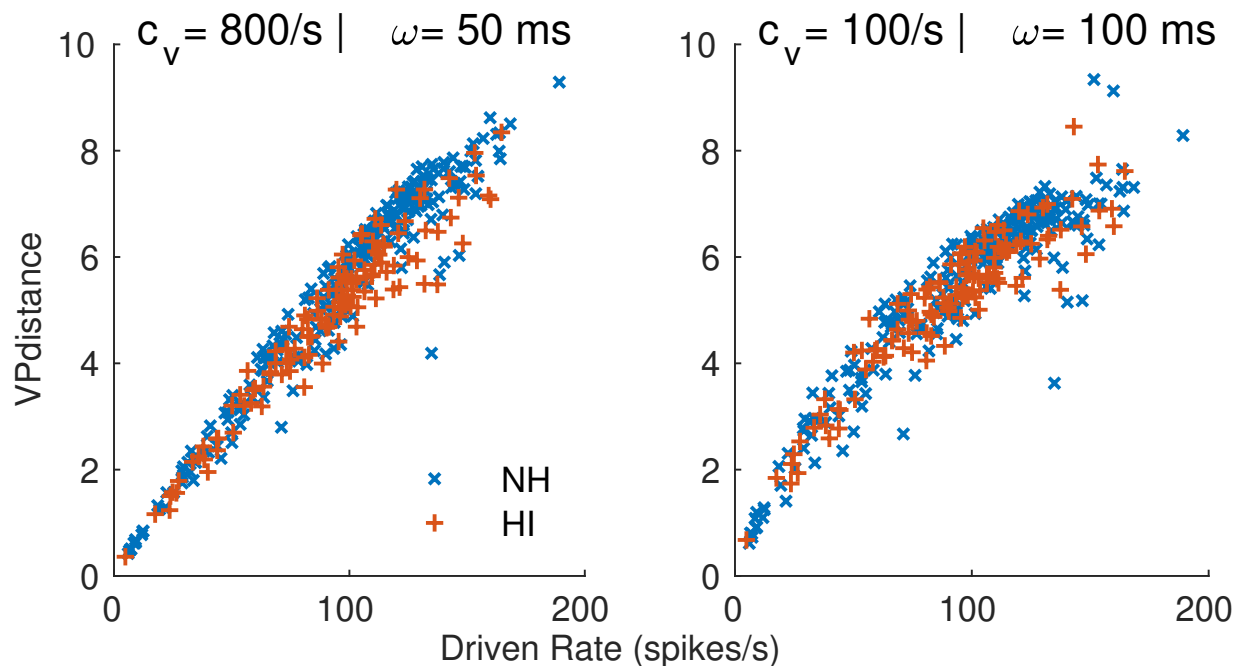 c_v= 800/s | ω= 50 ms
c_v= 100/s | ω= 100 ms
VPdistance
10
8
6
4
2
0
0 100 200
NH
HI
10
8
6
4
2
0
0 100 200
Driven Rate (spikes/s)